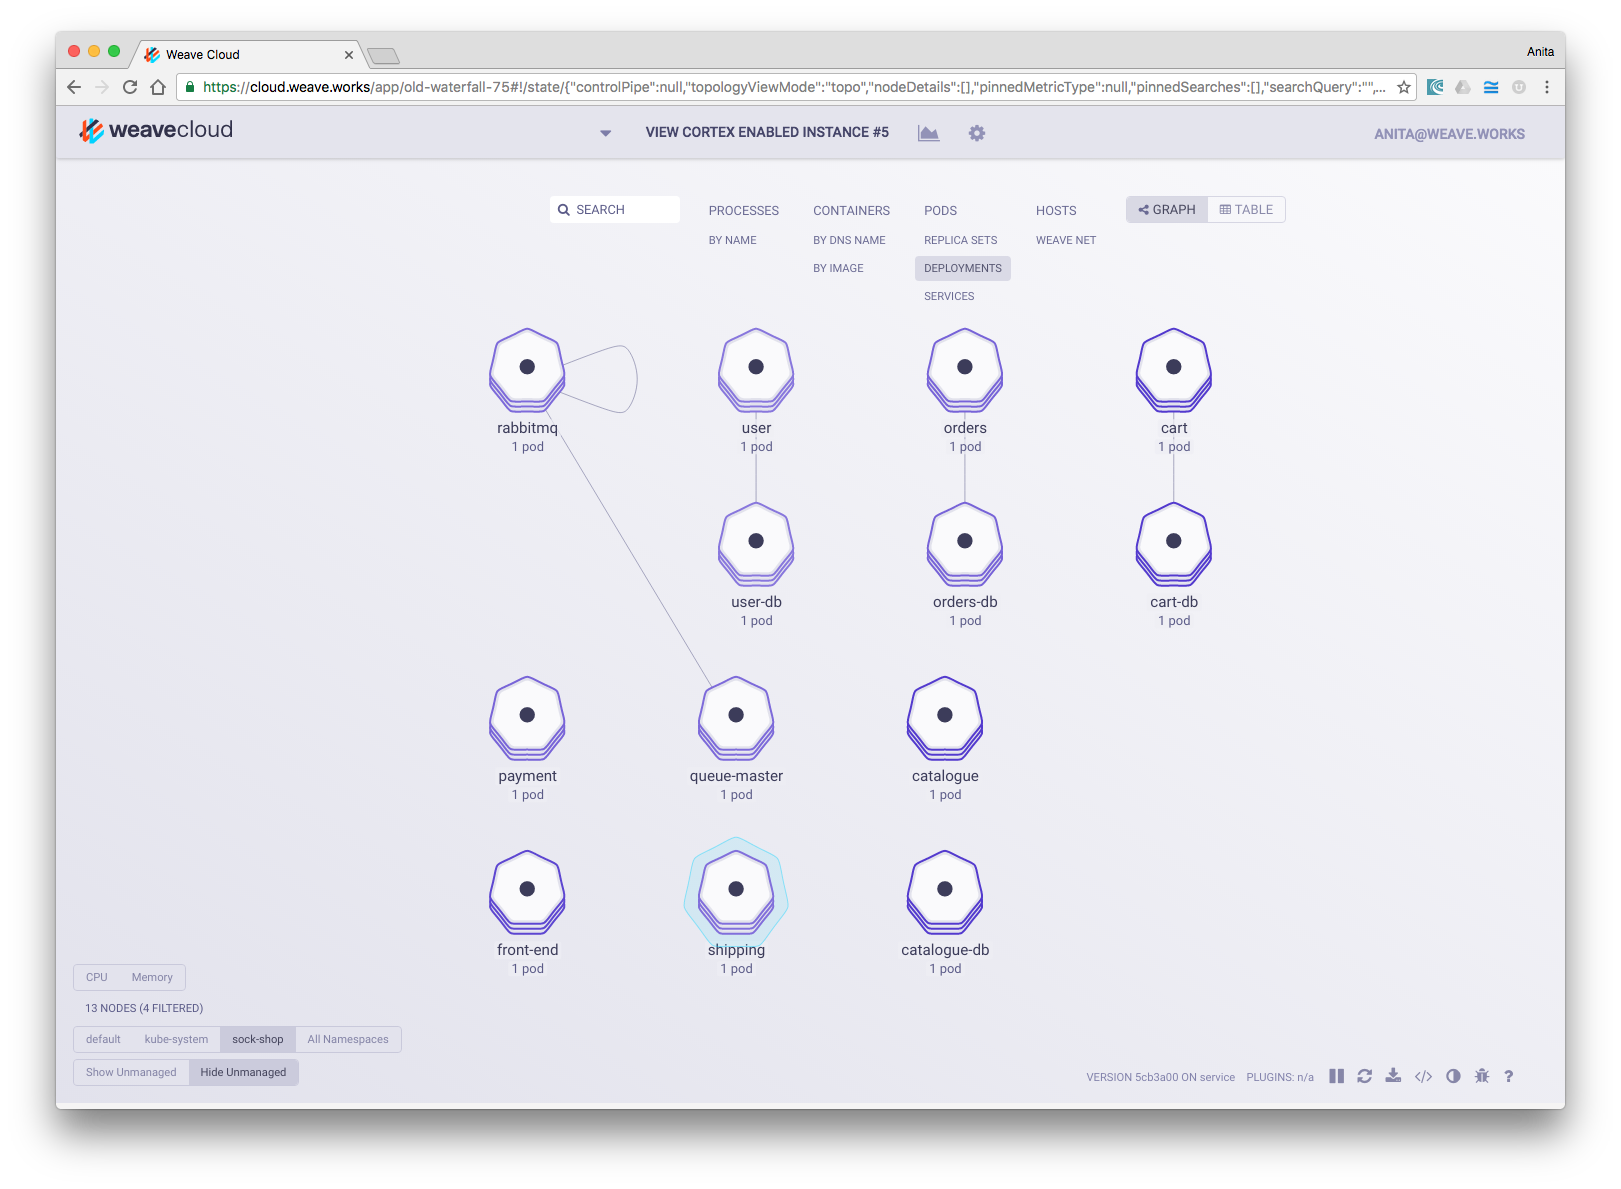 Weave Cloud
Anita
https://cloud.weave.works/app/old-waterfall-75#!/state/{"controlPipe":null,"topologyViewMode":"topo","nodeDetails":[],"pinnedMetricType":null,"pinnedSearches":[],"searchQuery":"",...
weavecloud
VIEW CORTEX ENABLED INSTANCE #5
ANITA@WEAVE.WORKS
SEARCH
PROCESSES CONTAINERS PODS HOSTS
GRAPH TABLE
BY NAME BY DNS NAME REPLICA SETS WEAVE NET
BY IMAGE DEPLOYMENTS
SERVICES
rabbitmq user orders cart
1 pod 1 pod 1 pod 1 pod
user-db orders-db cart-db
1 pod 1 pod 1 pod
payment queue-master catalogue
1 pod 1 pod 1 pod
front-end shipping catalogue-db
1 pod 1 pod 1 pod
CPU Memory
13 NODES (4 FILTERED)
default kube-system sock-shop All Namespaces
Show Unmanaged Hide Unmanaged
VERSION 5cb3a00 ON service PLUGINS: n/a </> ?